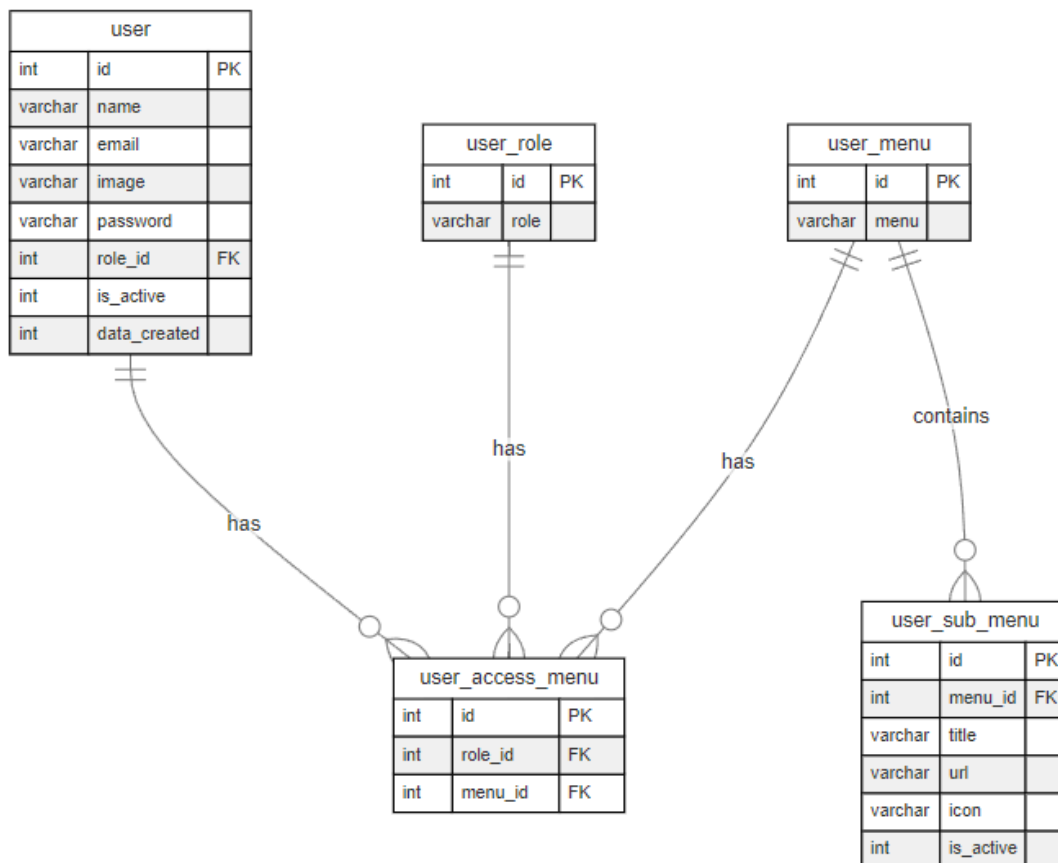 user
int id PK
varchar name
varchar email
varchar image
varchar password
int role_id FK
int is_active
int data_created
user_role
int id PK
varchar role
user_menu
int id PK
varchar menu
has
has
has
contains
user_access_menu
int id PK
int role_id FK
int menu_id FK
user_sub_menu
int id PK
int menu_id FK
varchar title
varchar url
varchar icon
int is_active